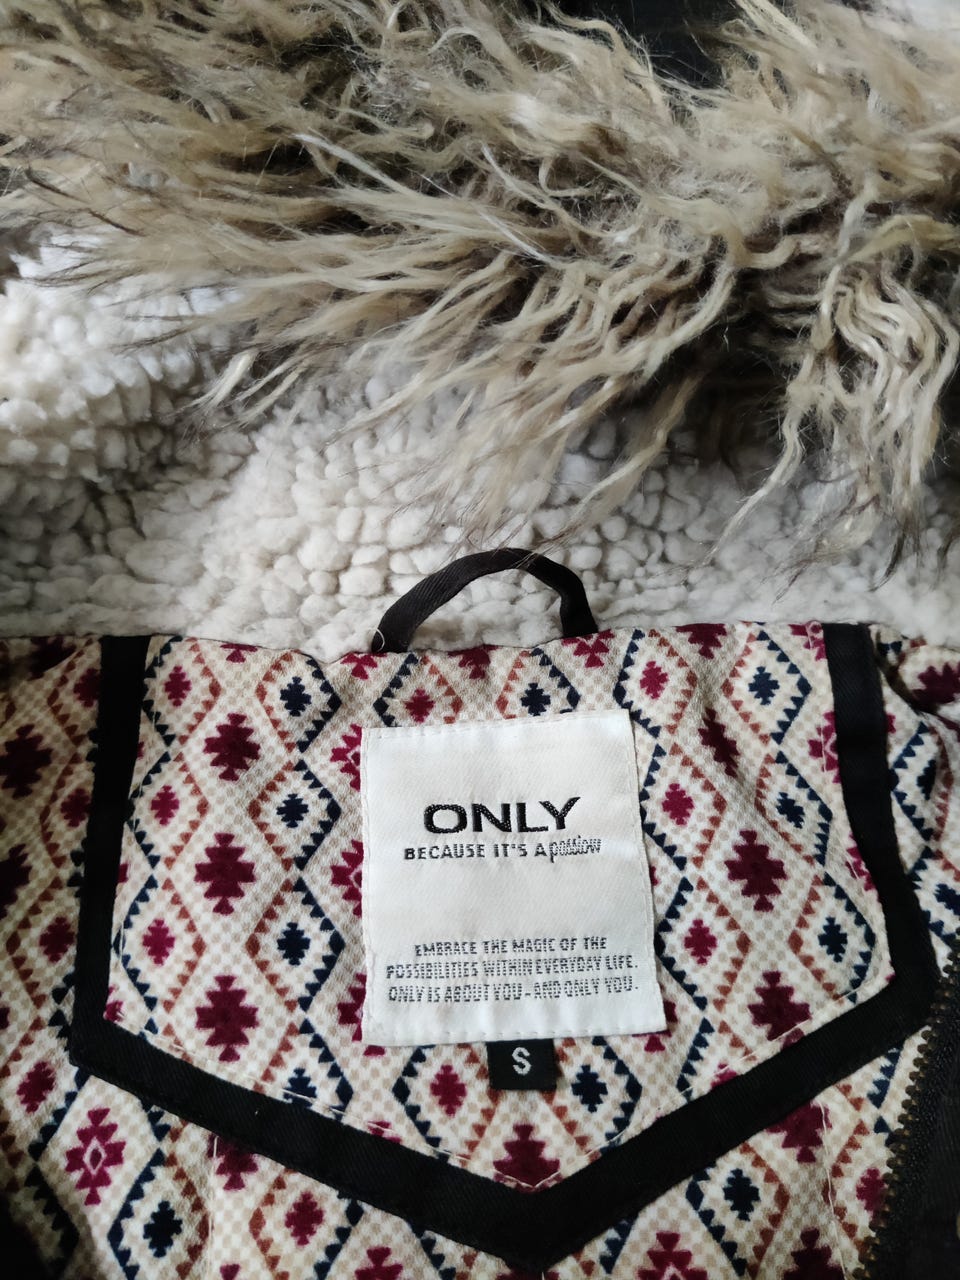 ONLY
BECAUSE IT'S A passion
EMBRACE THE MAGIC OF THE
POSSIBILITIES WITHIN EVERYDAY LIFE.
ONLY IS ABOUT YOU - AND ONLY YOU.
S